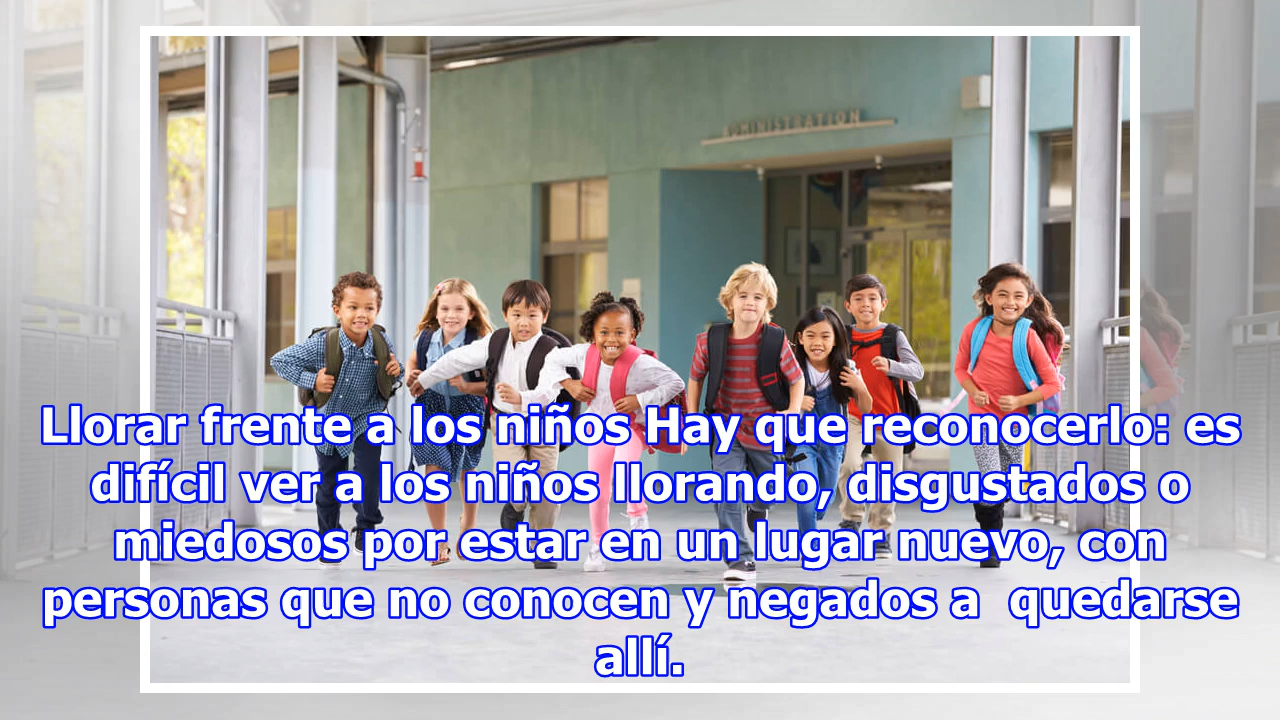 ADMINISTRATION
Llorar frente a los niños Hay que reconocerlo: es
difícil ver a los niños llorando, disgustados o
miedosos por estar en un lugar nuevo, con
personas que no conocen y negados a  quedarse
allí.